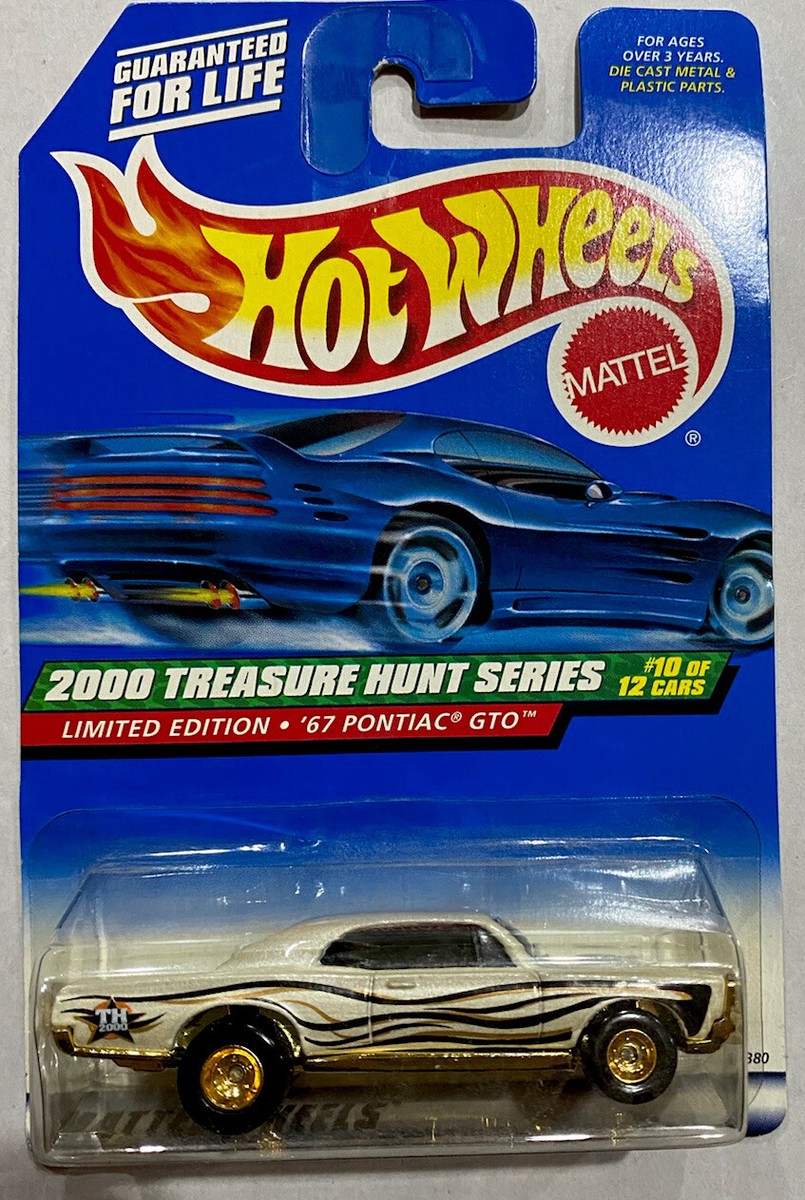 GUARANTEED
FOR LIFE
FOR AGES
OVER 3 YEARS.
DIE CAST METAL &
PLASTIC PARTS.
HOT WHEELS
MATTEL
®
2000 TREASURE HUNT SERIES
#10 OF
12 CARS
LIMITED EDITION • '67 PONTIAC® GTO™
TH
2000
380
WHEELS